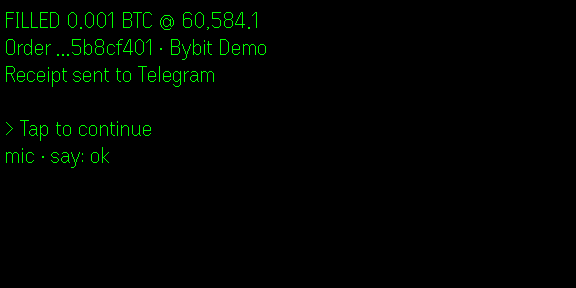 FILLED 0.001 BTC @ 60,584.1
Order ...5b8cf401 · Bybit Demo
Receipt sent to Telegram
> Tap to continue
mic · say: ok